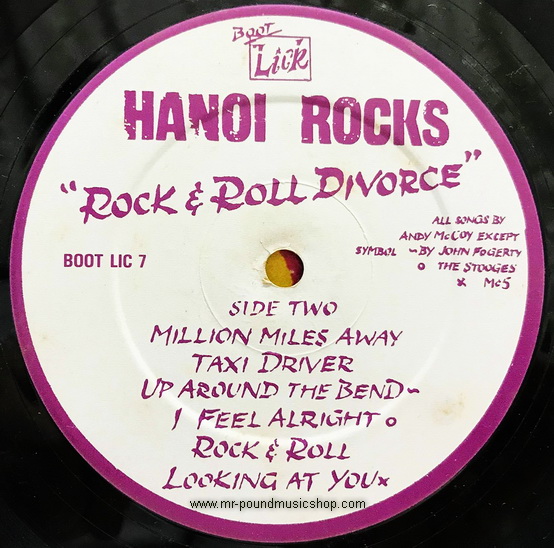 BOOT
LICK
HANOI ROCKS
"ROCK & ROLL DIVORCE"
ALL SONGS BY
ANDY McCOY EXCEPT
SYMBOL ~BY JOHN FOGERTY
o THE STOOGES
x MC5
BOOT LIC 7
SIDE TWO
MILLION MILES AWAY
TAXI DRIVER
UP AROUND THE BEND~
I FEEL ALRIGHT o
ROCK & ROLL
LOOKING AT YOUx
www.mr-poundmusicshop.com